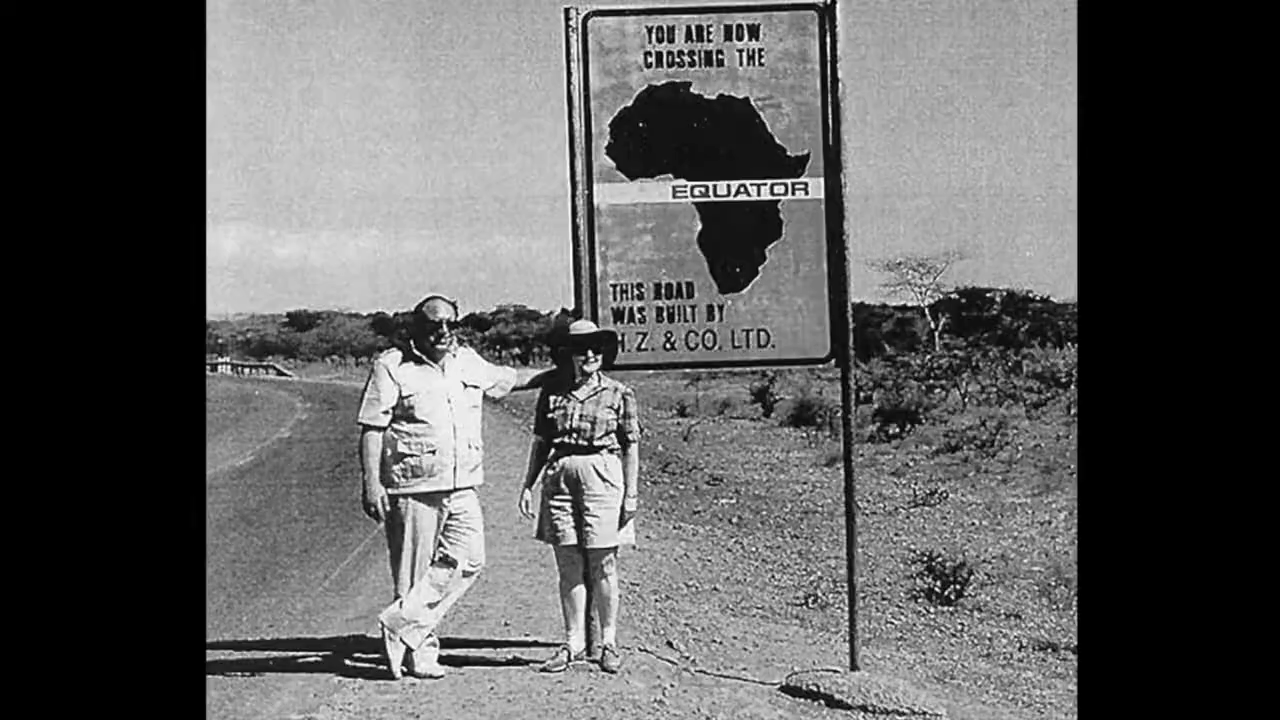 YOU ARE NOW
CROSSING THE
EQUATOR
THIS ROAD
WAS BUILT BY
H.Z. & CO. LTD.